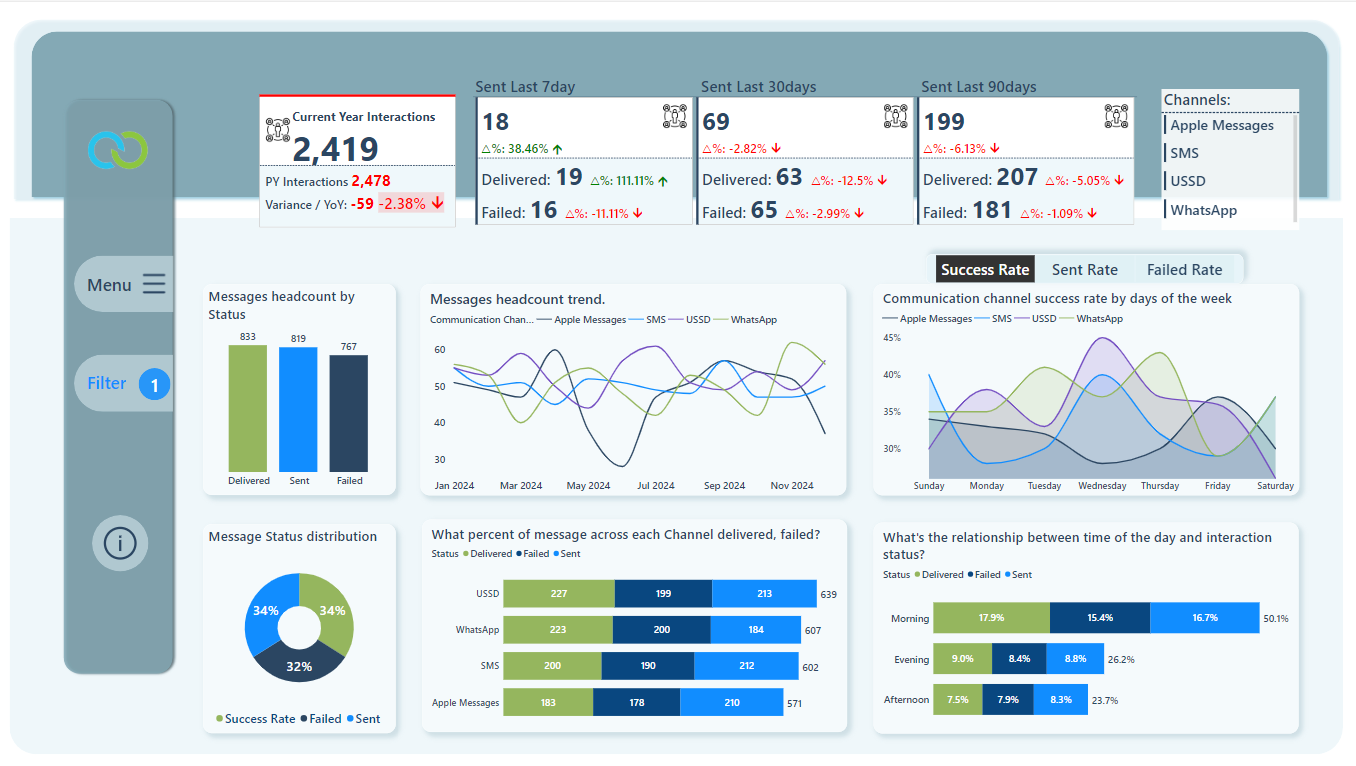 Sent Last 7day
Sent Last 30days
Sent Last 90days
Current Year Interactions
2,419
PY Interactions 2,478
Variance / YoY: -59 -2.38%
18
△%: 38.46%
Delivered: 19 △%: 111.11%
Failed: 16 △%: -11.11%
69
△%: -2.82%
Delivered: 63 △%: -12.5%
Failed: 65 △%: -2.99%
199
△%: -6.13%
Delivered: 207 △%: -5.05%
Failed: 181 △%: -1.09%
Channels:
Apple Messages
SMS
USSD
WhatsApp
Menu
Filter 1
i
Success Rate Sent Rate Failed Rate
Messages headcount by
Status
833 819 767
Delivered Sent Failed
Messages headcount trend.
Communication Chan... Apple Messages SMS USSD WhatsApp
60
50
40
30
Jan 2024 Mar 2024 May 2024 Jul 2024 Sep 2024 Nov 2024
Communication channel success rate by days of the week
Apple Messages SMS USSD WhatsApp
45%
40%
35%
30%
Sunday Monday Tuesday Wednesday Thursday Friday Saturday
Message Status distribution
34% 34%
32%
Success Rate Failed Sent
What percent of message across each Channel delivered, failed?
Status Delivered Failed Sent
USSD 227 199 213 639
WhatsApp 223 200 184 607
SMS 200 190 212 602
Apple Messages 183 178 210 571
What's the relationship between time of the day and interaction
status?
Status Delivered Failed Sent
Morning 17.9% 15.4% 16.7% 50.1%
Evening 9.0% 8.4% 8.8% 26.2%
Afternoon 7.5% 7.9% 8.3% 23.7%